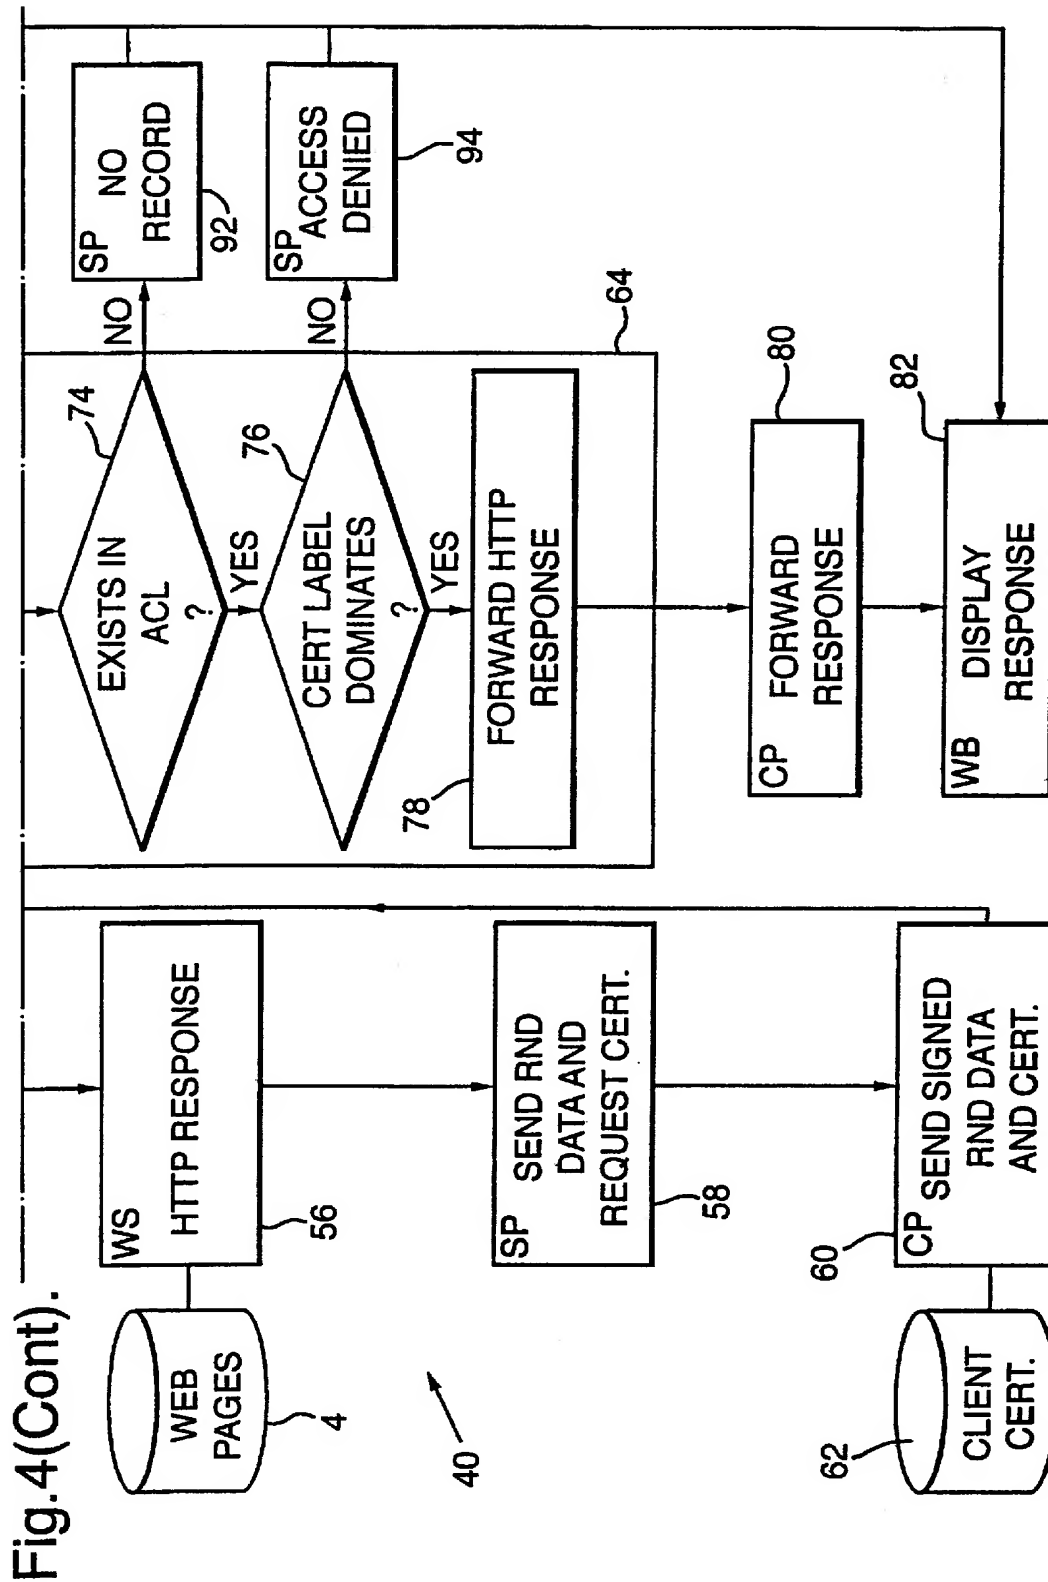 Fig.4(Cont).
WEB
PAGES
4
WS
HTTP RESPONSE
56
40
SP
SEND RND
DATA AND
REQUEST CERT.
58
CLIENT
CERT.
62
60
CP
SEND SIGNED
RND DATA
AND CERT.
EXISTS IN
ACL
?
74
NO
SP
NO
RECORD
92
YES
CERT LABEL
DOMINATES
?
76
NO
SP
ACCESS
DENIED
94
YES
FORWARD HTTP
RESPONSE
78
64
CP
FORWARD
RESPONSE
80
WB
DISPLAY
RESPONSE
82